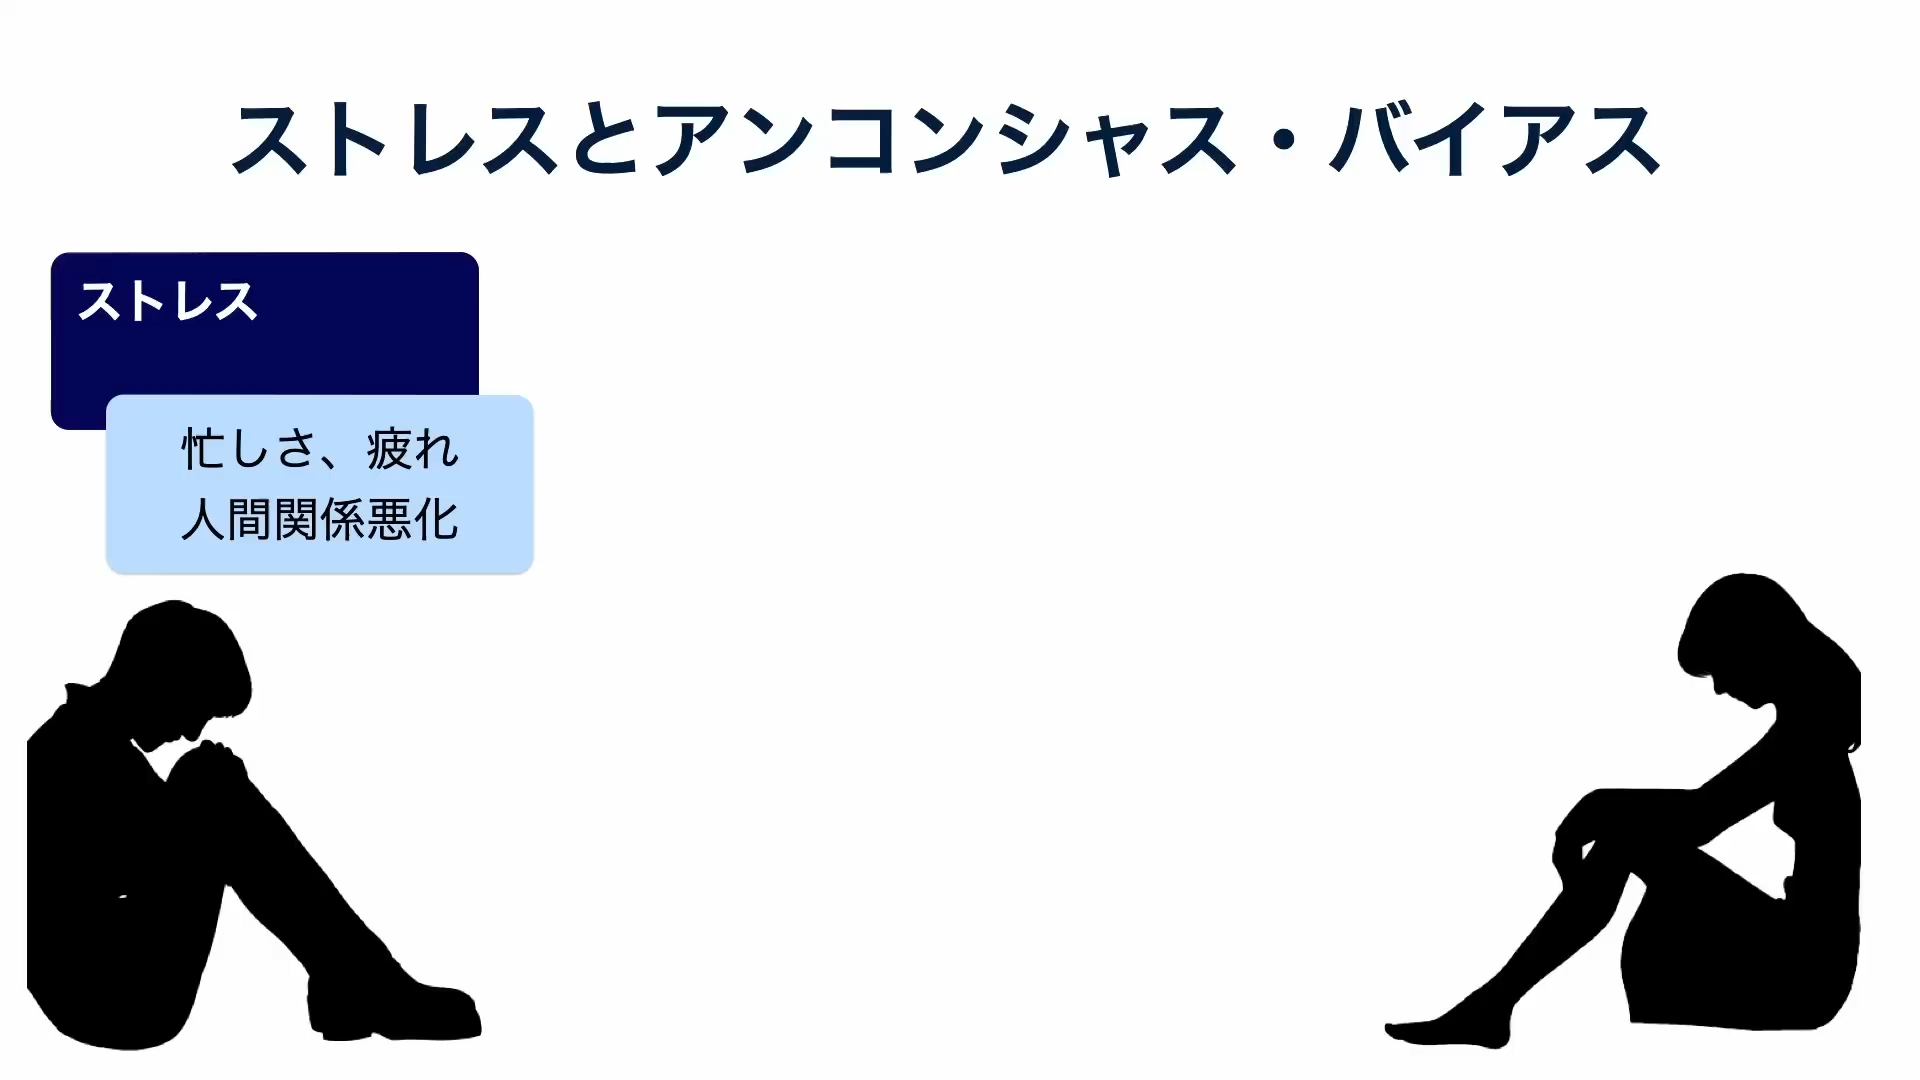 ストレスとアンコンシャス・バイアス
ストレス
忙しさ、疲れ
人間関係悪化